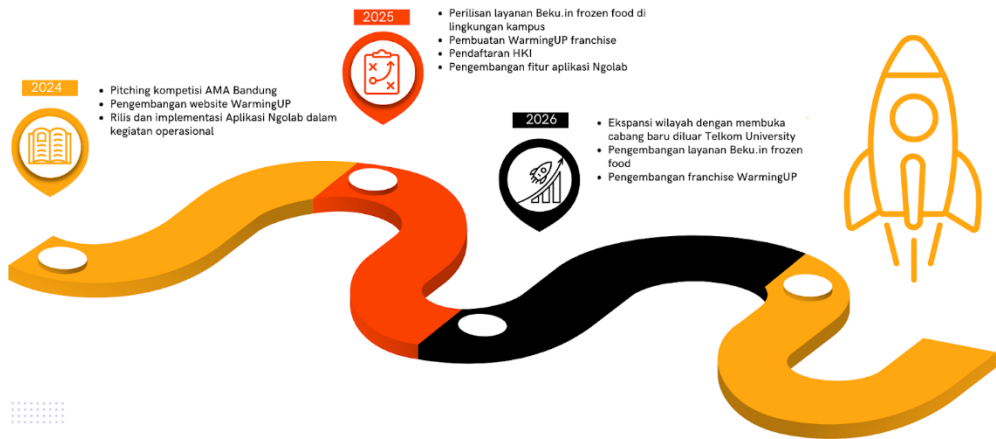 2024
• Pitching kompetisi AMA Bandung
• Pengembangan website WarmingUP
• Rilis dan implementasi Aplikasi Ngolab dalam
kegiatan operasional
2025
• Perilisan layanan Beku.in frozen food di
lingkungan kampus
• Pembuatan WarmingUP franchise
• Pendaftaran HKI
• Pengembangan fitur aplikasi Ngolab
2026
• Ekspansi wilayah dengan membuka
cabang baru diluar Telkom University
• Pengembangan layanan Beku.in frozen
food
• Pengembangan franchise WarmingUP